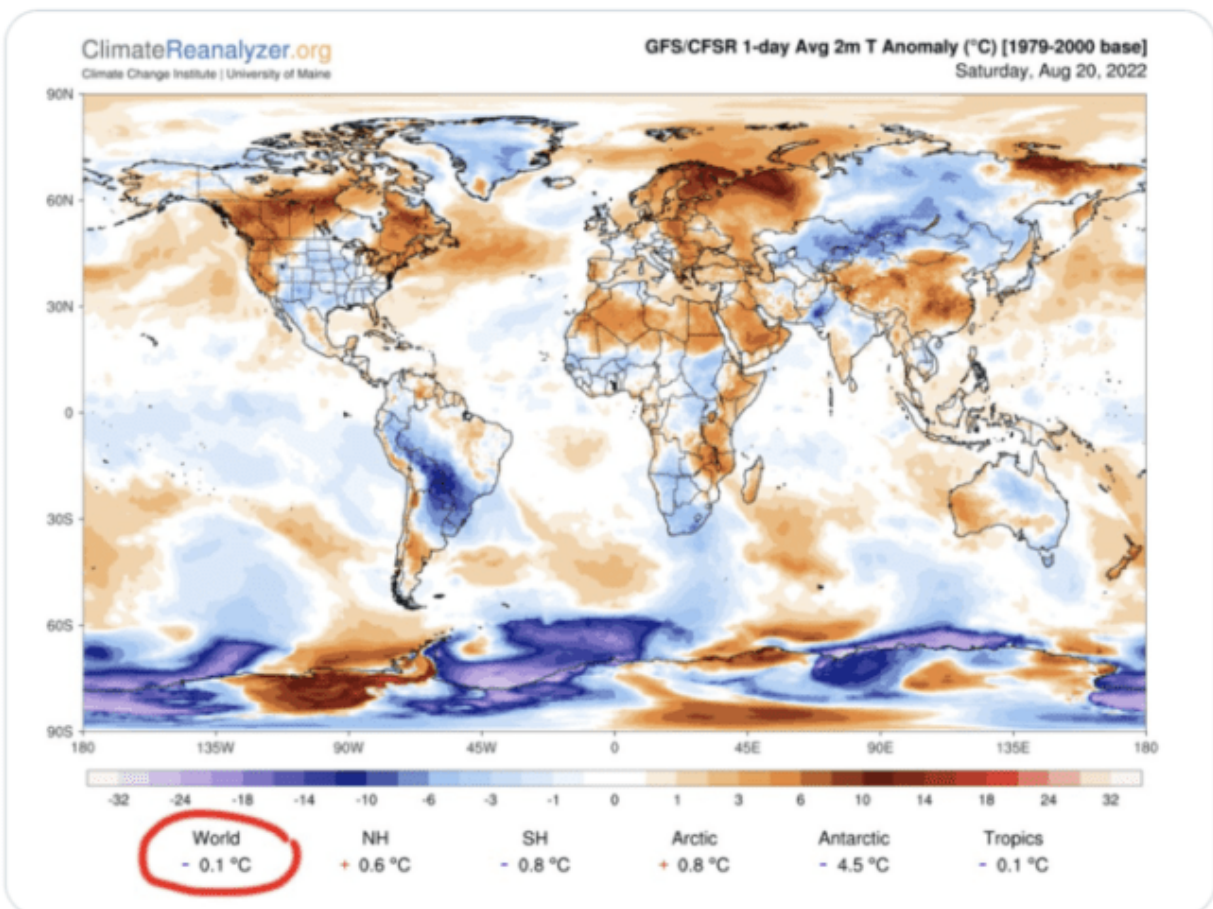 ClimateReanalyzer.org
Climate Change Institute | University of Maine
GFS/CFSR 1-day Avg 2m T Anomaly (°C) [1979-2000 base]
Saturday, Aug 20, 2022
90N
60N
30N
0
30S
60S
90S
180 135W 90W 45W 0 45E 90E 135E 180
-32 -24 -18 -14 -10 -6 -3 -1 0 1 3 6 10 14 18 24 32
World NH SH Arctic Antarctic Tropics
- 0.1 °C + 0.6 °C - 0.8 °C + 0.8 °C - 4.5 °C - 0.1 °C